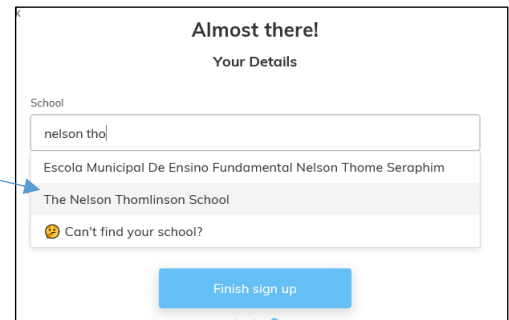 x
Almost there!
Your Details
School
nelson tho
Escola Municipal De Ensino Fundamental Nelson Thome Seraphim
The Nelson Thomlinson School
🤔 Can't find your school?
Finish sign up